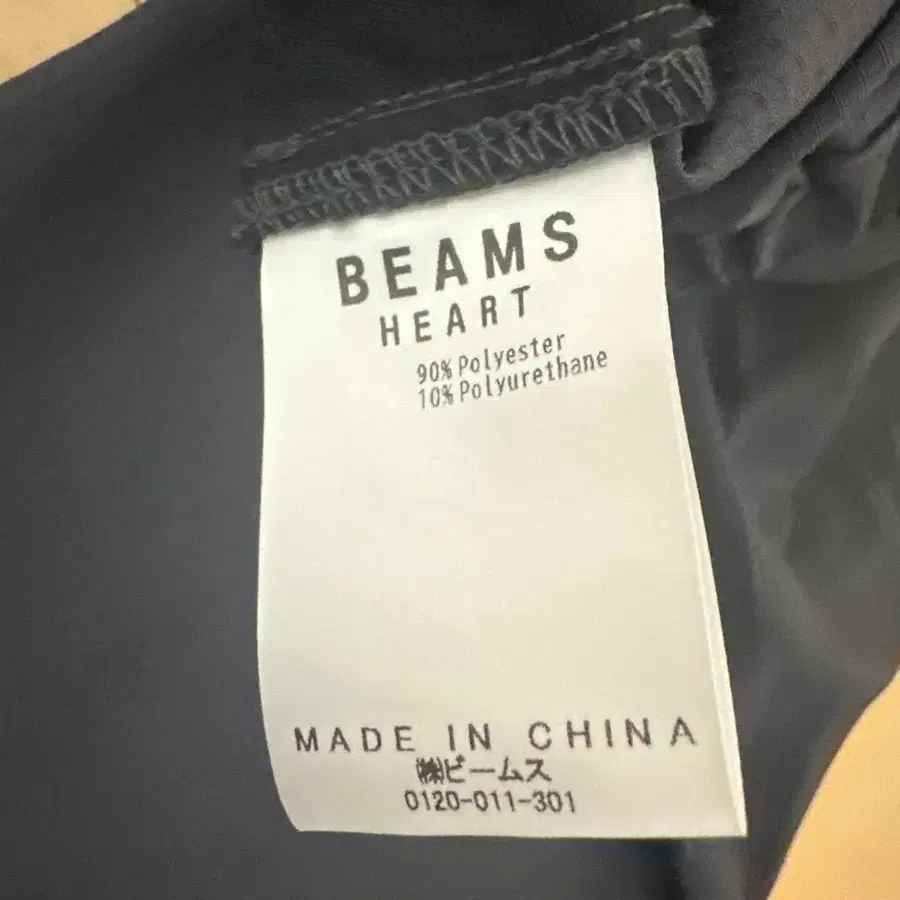 BEAMS
HEART
90% Polyester
10% Polyurethane
MADE IN CHINA
㈱ビームス
0120-011-301